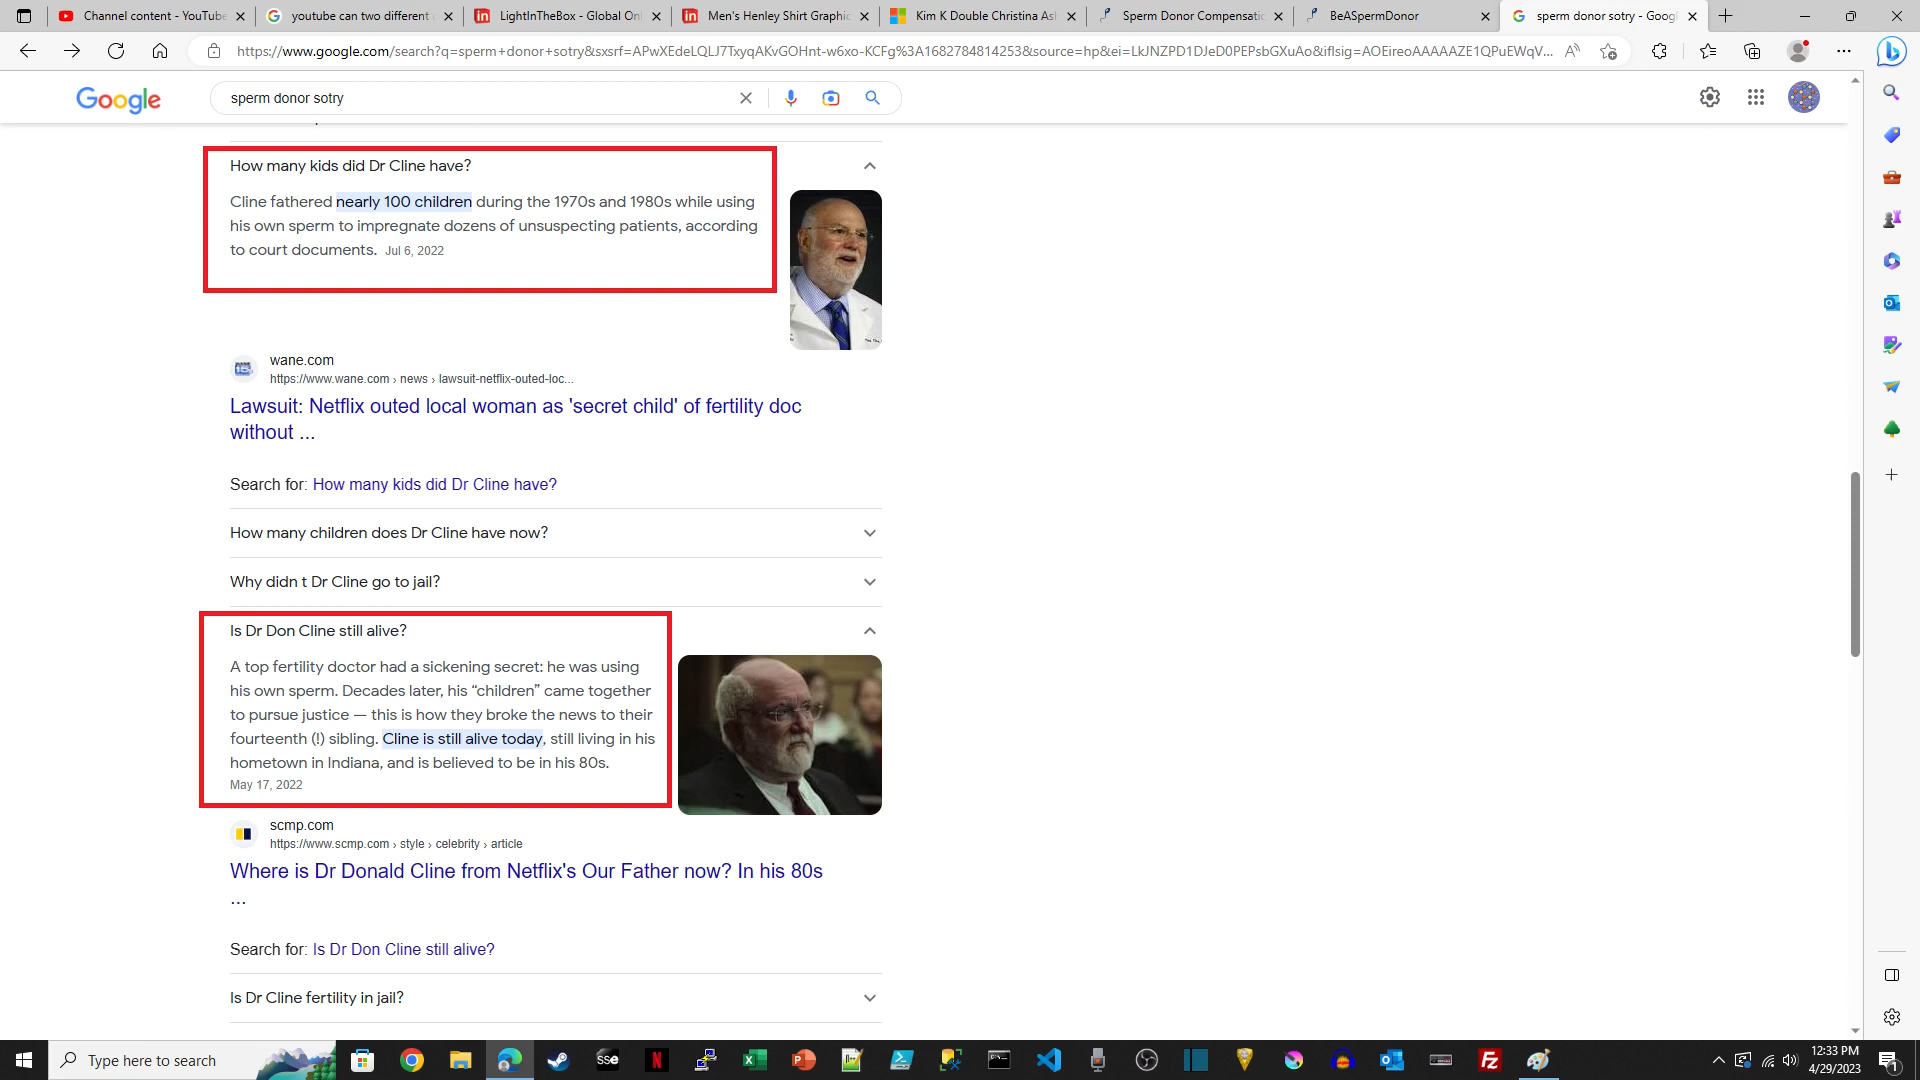 Channel content - YouTube
youtube can two different
LightInTheBox - Global Onl
Men's Henley Shirt Graphic
Kim K Double Christina Ash
Sperm Donor Compensatic
BeASpermDonor
sperm donor sotry - Googl
https://www.google.com/search?q=sperm+donor+sotry&sxsrf=APwXEdeLQLJ7TxyqAKvGOHnt-w6xo-KCFg%3A1682784814253&source=hp&ei=LkJNZPD1DJeD0PEPsbGXuAo&iflsig=AOEireoAAAAAZE1QPuEWqV...
Google
sperm donor sotry
How many kids did Dr Cline have?
Cline fathered nearly 100 children during the 1970s and 1980s while using
his own sperm to impregnate dozens of unsuspecting patients, according
to court documents. Jul 6, 2022
wane.com
https://www.wane.com › news › lawsuit-netflix-outed-loc...
Lawsuit: Netflix outed local woman as 'secret child' of fertility doc
without ...
Search for: How many kids did Dr Cline have?
How many children does Dr Cline have now?
Why didn t Dr Cline go to jail?
Is Dr Don Cline still alive?
A top fertility doctor had a sickening secret: he was using
his own sperm. Decades later, his “children” came together
to pursue justice — this is how they broke the news to their
fourteenth (!) sibling. Cline is still alive today, still living in his
hometown in Indiana, and is believed to be in his 80s.
May 17, 2022
scmp.com
https://www.scmp.com › style › celebrity › article
Where is Dr Donald Cline from Netflix's Our Father now? In his 80s
...
Search for: Is Dr Don Cline still alive?
Is Dr Cline fertility in jail?
Type here to search
12:33 PM
4/29/2023